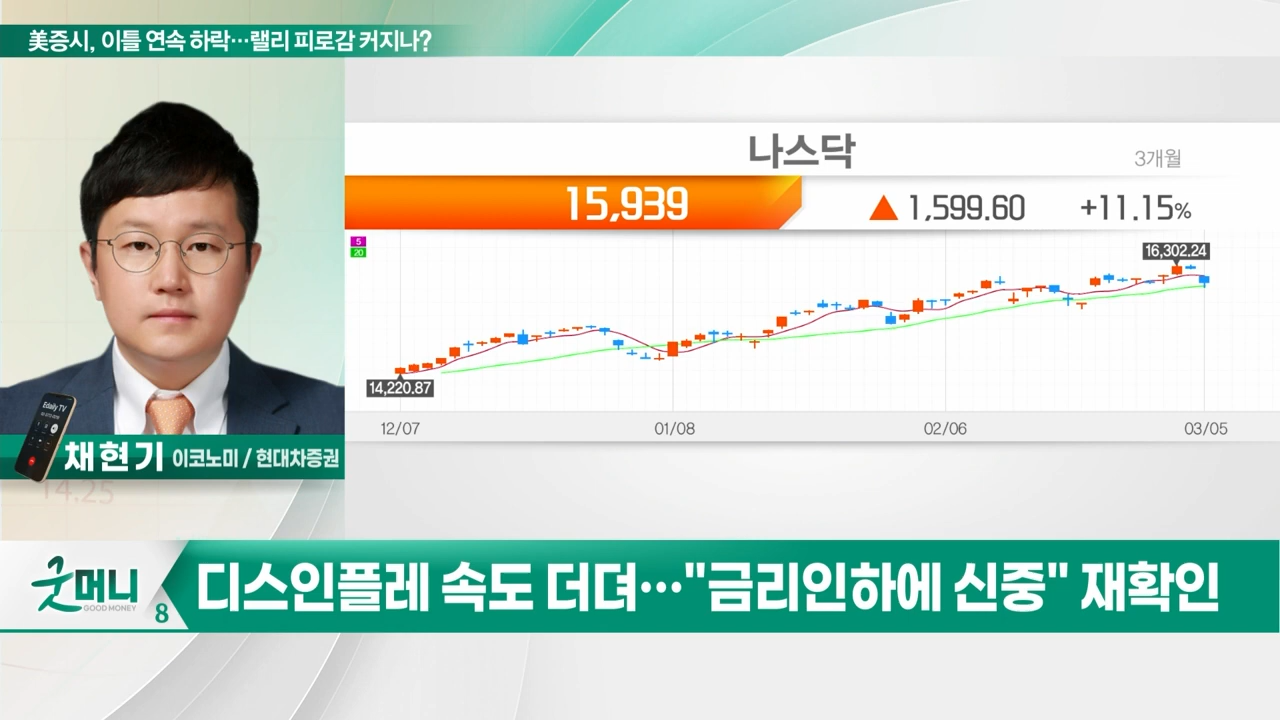 美증시, 이틀 연속 하락…랠리 피로감 커지나?
나스닥
3개월
15,939
▲ 1,599.60 +11.15%
5
20
16,302.24
14,220.87
12/07 01/08 02/06 03/05
Edaily TV
채현기 이코노미 / 현대차증권
14.25
굿머니
GOOD MONEY
8
디스인플레 속도 더뎌…"금리인하에 신중" 재확인